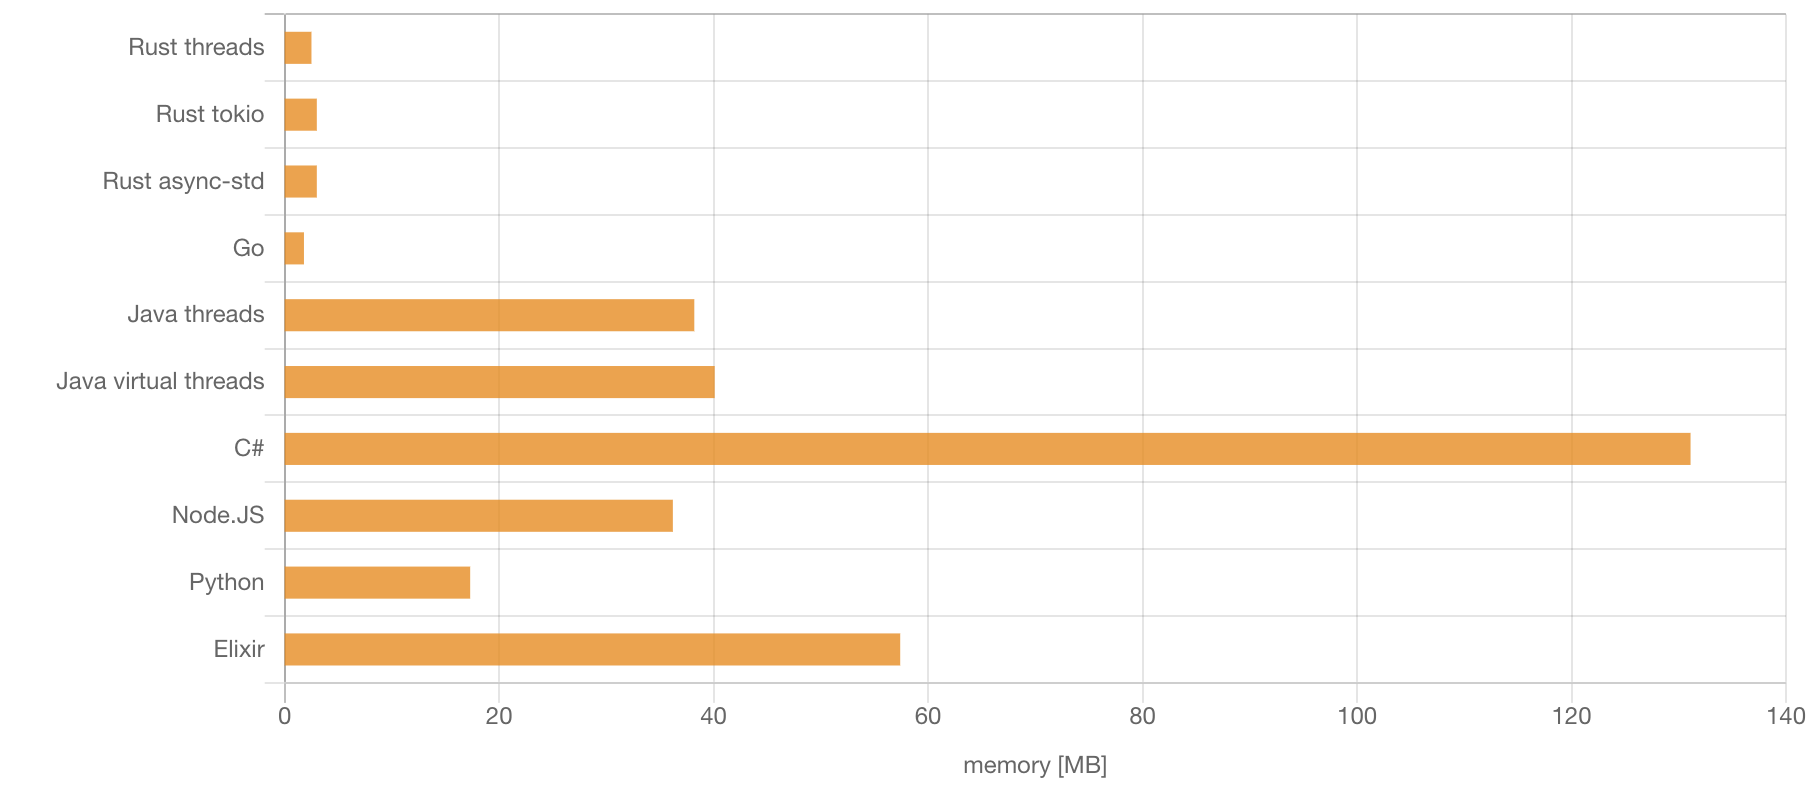 Rust threads
Rust tokio
Rust async-std
Go
Java threads
Java virtual threads
C#
Node.JS
Python
Elixir
0 20 40 60 80 100 120 140
memory [MB]